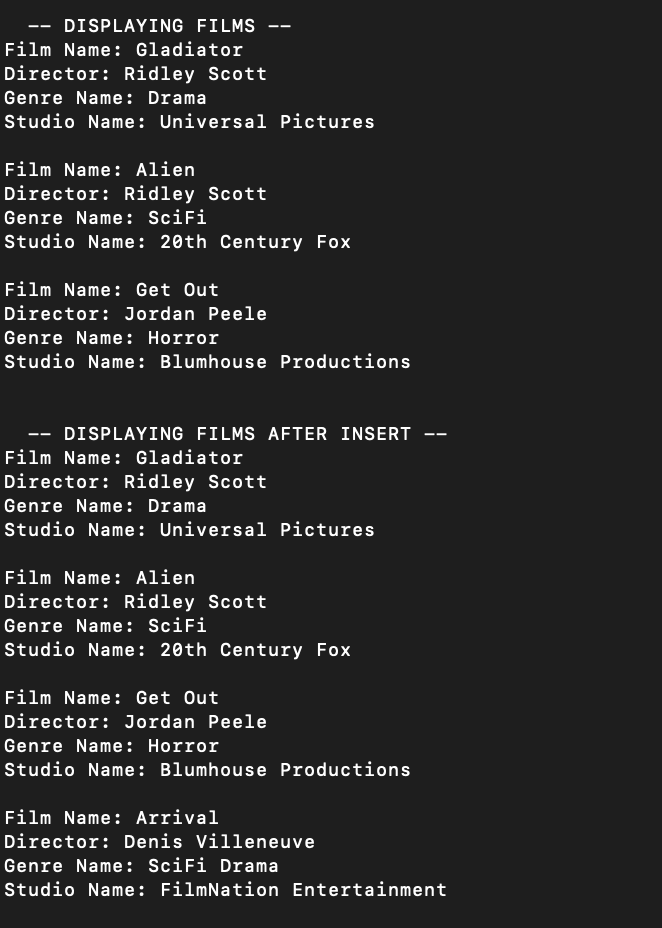 -- DISPLAYING FILMS --
Film Name: Gladiator
Director: Ridley Scott
Genre Name: Drama
Studio Name: Universal Pictures

Film Name: Alien
Director: Ridley Scott
Genre Name: SciFi
Studio Name: 20th Century Fox

Film Name: Get Out
Director: Jordan Peele
Genre Name: Horror
Studio Name: Blumhouse Productions

-- DISPLAYING FILMS AFTER INSERT --
Film Name: Gladiator
Director: Ridley Scott
Genre Name: Drama
Studio Name: Universal Pictures

Film Name: Alien
Director: Ridley Scott
Genre Name: SciFi
Studio Name: 20th Century Fox

Film Name: Get Out
Director: Jordan Peele
Genre Name: Horror
Studio Name: Blumhouse Productions

Film Name: Arrival
Director: Denis Villeneuve
Genre Name: SciFi Drama
Studio Name: FilmNation Entertainment